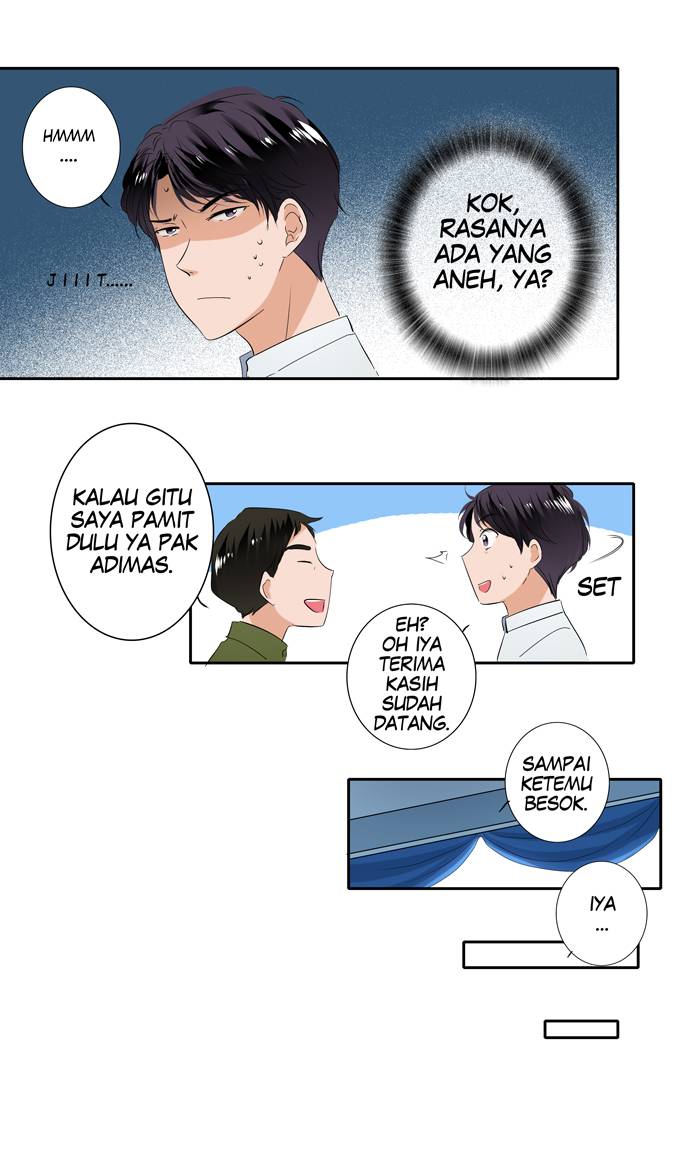 HMMM
....
JIIIT......
KOK,
RASANYA
ADA YANG
ANEH, YA?
KALAU GITU
SAYA PAMIT
DULU YA PAK
ADIMAS.
SET
EH?
OH IYA
TERIMA
KASIH
SUDAH
DATANG.
SAMPAI
KETEMU
BESOK.
IYA
...